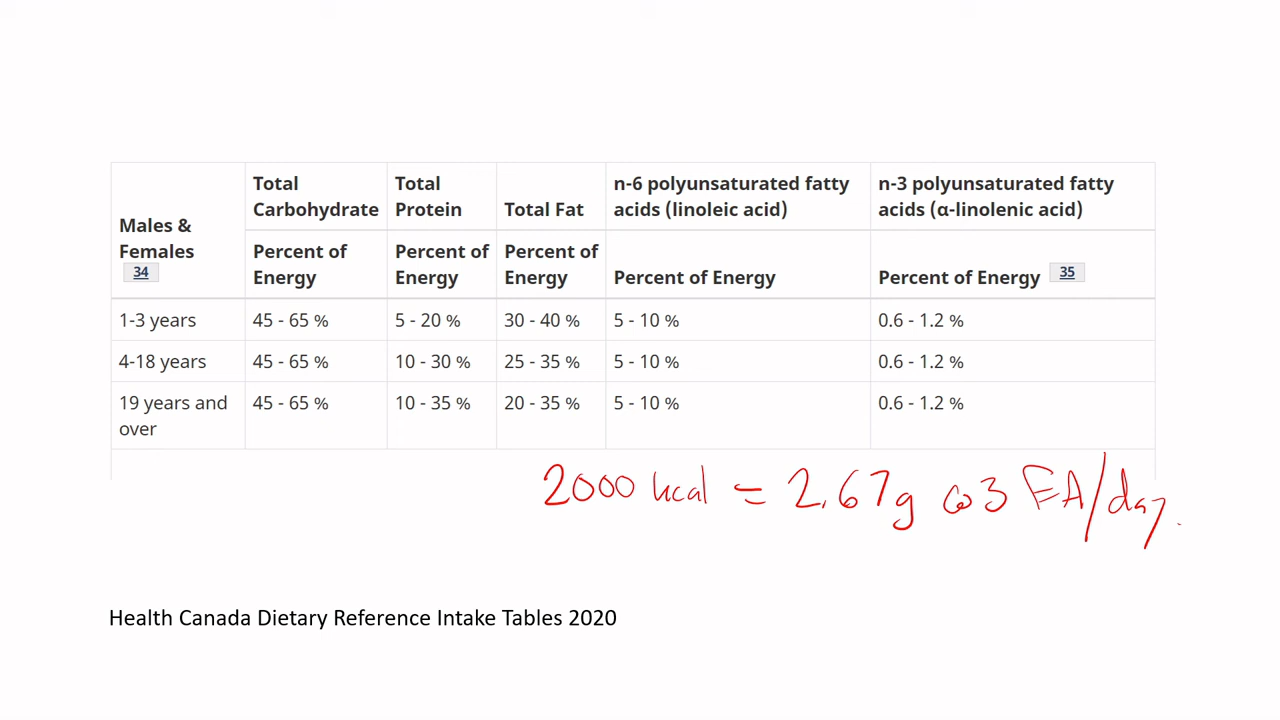 Males & Females 34
Total Carbohydrate
Total Protein
Total Fat
n-6 polyunsaturated fatty acids (linoleic acid)
n-3 polyunsaturated fatty acids (α-linolenic acid)
Percent of Energy
Percent of Energy
Percent of Energy
Percent of Energy
Percent of Energy 35
1-3 years 45 - 65 % 5 - 20 % 30 - 40 % 5 - 10 % 0.6 - 1.2 %
4-18 years 45 - 65 % 10 - 30 % 25 - 35 % 5 - 10 % 0.6 - 1.2 %
19 years and over 45 - 65 % 10 - 35 % 20 - 35 % 5 - 10 % 0.6 - 1.2 %
2000 kcal = 2.67g ω3 FA/day.
Health Canada Dietary Reference Intake Tables 2020